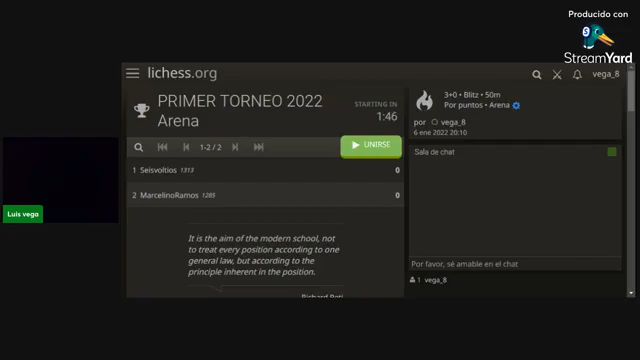 Producido con
StreamYard
lichess.org
vega_8
PRIMER TORNEO 2022
Arena
STARTING IN
1:46
3+0 • Blitz • 50m
Por puntos • Arena
por vega_8
6 ene 2022 20:10
1-2 / 2
UNIRSE
1 Seisvoltios 1313 0
2 MarcelinoRamos 1285 0
Sala de chat
Luis vega
It is the aim of the modern school, not
to treat every position according to one
general law, but according to the
principle inherent in the position.
Richard Reti
Por favor, sé amable en el chat
1 vega_8